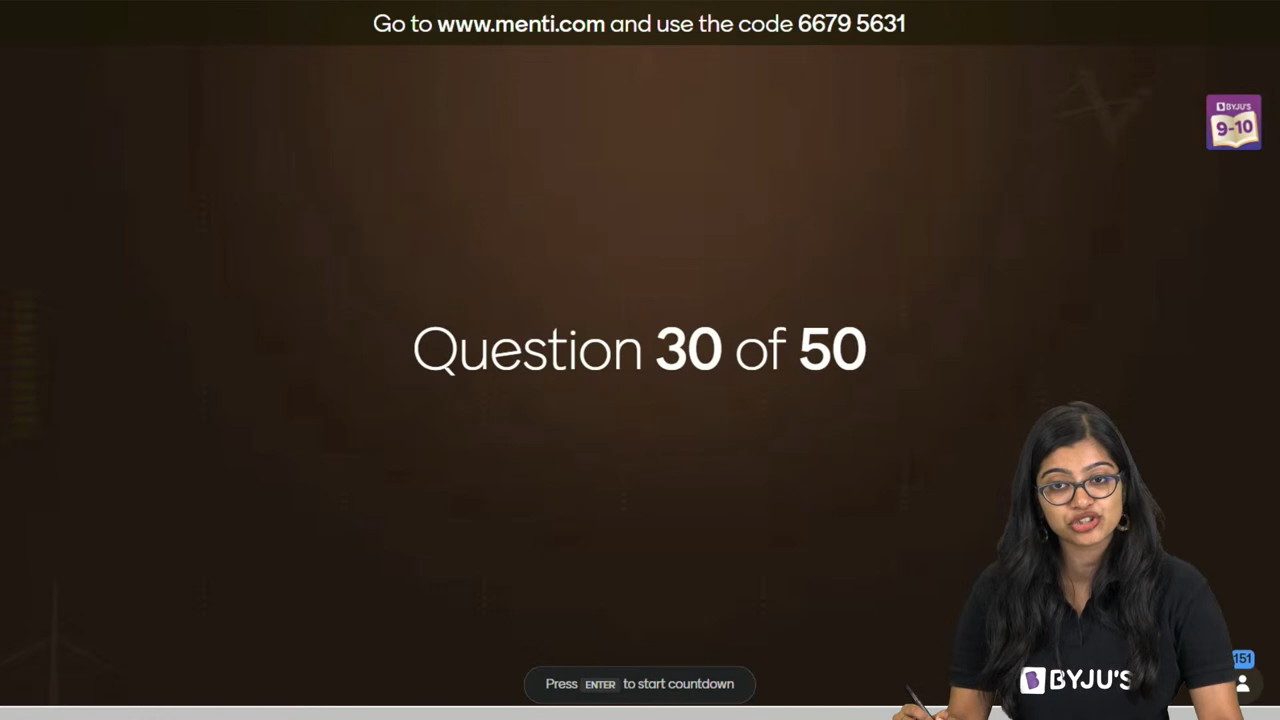 Go to www.menti.com and use the code 6679 5631
BYJU'S
9-10
Question 30 of 50
151
Press ENTER to start countdown
BYJU'S